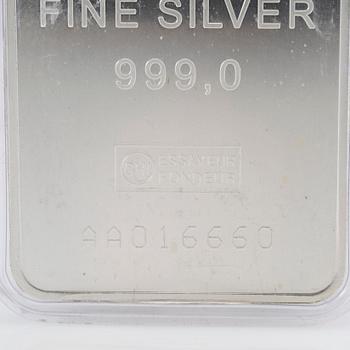 FINE SILVER
999,0
ESSAYEUR
FONDEUR
AA016660